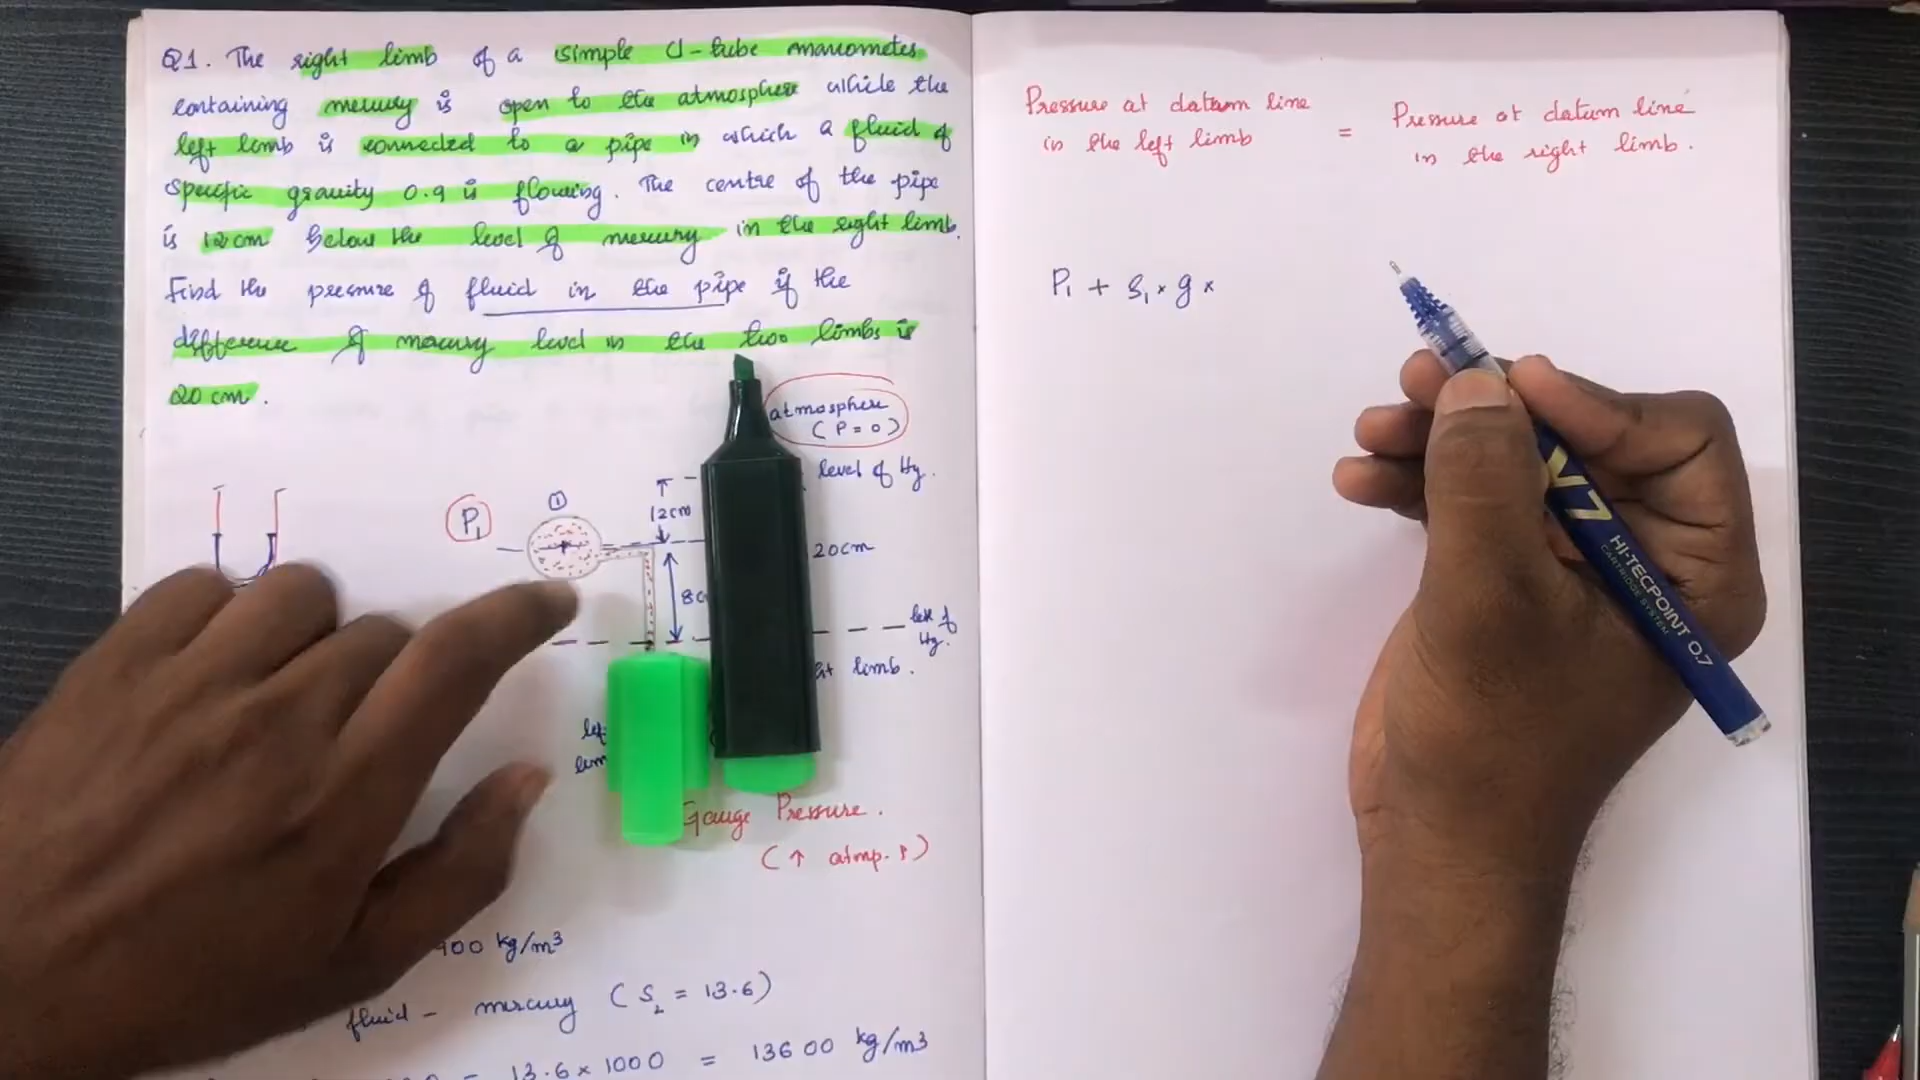 Q1. The right limb of a simple U-tube manometer
containing mercury is open to the atmosphere while the
left limb is connected to a pipe in which a fluid of
specific gravity 0.9 is flowing. The centre of the pipe
is 12cm below the level of mercury in the right limb.
Find the pressure of fluid in the pipe if the
difference of mercury level in the two limbs is
20 cm.
atmosphere
(P = 0)
level of Hg.
P₁
①
12cm
20cm
8
Hg.
limb.
Gauge Pressure.
(↑ atmp. P)
900 kg/m³
fluid - mercury (S₂ = 13.6)
= 13.6 × 1000 = 13600 kg/m³
Pressure at datum line = Pressure at datum line
in the left limb in the right limb.
P₁ + ρ₁ × g ×
V7
HI-TECPOINT 0.7
CARTRIDGE SYSTEM